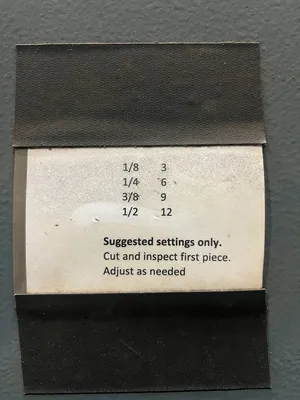 1/8 3
1/4 6
3/8 9
1/2 12
Suggested settings only.
Cut and inspect first piece.
Adjust as needed